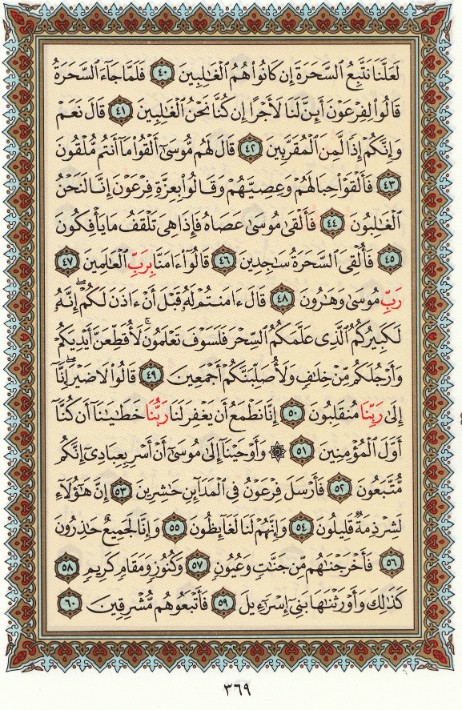 لَعَلَّنَا نَتَّبِعُ ٱلسَّحَرَةَ إِن كَانُوا۟ هُمُ ٱلْغَـٰلِبِينَ ٤٠ فَلَمَّا جَآءَ ٱلسَّحَرَةُ
قَالُوا۟ لِفِرْعَوْنَ أَئِنَّ لَنَا لَأَجْرًا إِن كُنَّا نَحْنُ ٱلْغَـٰلِبِينَ ٤١ قَالَ نَعَمْ
وَإِنَّكُمْ إِذًا لَّمِنَ ٱلْمُقَرَّبِينَ ٤٢ قَالَ لَهُم مُّوسَىٰٓ أَلْقُوا۟ مَآ أَنتُم مُّلْقُونَ
٤٣ فَأَلْقَوْا۟ حِبَالَهُمْ وَعِصِيَّهُمْ وَقَالُوا۟ بِعِزَّةِ فِرْعَوْنَ إِنَّا لَنَحْنُ
ٱلْغَـٰلِبُونَ ٤٤ فَأَلْقَىٰ مُوسَىٰ عَصَاهُ فَإِذَا هِىَ تَلْقَفُ مَا يَأْفِكُونَ
٤٥ فَأُلْقِىَ ٱلسَّحَرَةُ سَـٰجِدِينَ ٤٦ قَالُوٓا۟ ءَامَنَّا بِرَبِّ ٱلْعَـٰلَمِينَ ٤٧
رَبِّ مُوسَىٰ وَهَـٰرُونَ ٤٨ قَالَ ءَامَنتُمْ لَهُۥ قَبْلَ أَنْ ءَاذَنَ لَكُمْ ۖ إِنَّهُۥ
لَكَبِيرُكُمُ ٱلَّذِى عَلَّمَكُمُ ٱلسِّحْرَ فَلَسَوْفَ تَعْلَمُونَ ۚ لَأُقَطِّعَنَّ أَيْدِيَكُمْ
وَأَرْجُلَكُم مِّنْ خِلَـٰفٍ وَلَأُصَلِّبَنَّكُمْ أَجْمَعِينَ ٤٩ قَالُوا۟ لَا ضَيْرَ ۖ إِنَّآ
إِلَىٰ رَبِّنَا مُنقَلِبُونَ ٥٠ إِنَّا نَطْمَعُ أَن يَغْفِرَ لَنَا رَبُّنَا خَطَـٰيَـٰنَآ أَن كُنَّآ
أَوَّلَ ٱلْمُؤْمِنِينَ ٥١ ۞ وَأَوْحَيْنَآ إِلَىٰ مُوسَىٰٓ أَنْ أَسْرِ بِعِبَادِىٓ إِنَّكُم
مُّتَّبَعُونَ ٥٢ فَأَرْسَلَ فِرْعَوْنُ فِى ٱلْمَدَآئِنِ حَـٰشِرِينَ ٥٣ إِنَّ هَـٰٓؤُلَآءِ
لَشِرْذِمَةٌ قَلِيلُونَ ٥٤ وَإِنَّهُمْ لَنَا لَغَآئِظُونَ ٥٥ وَإِنَّا لَجَمِيعٌ حَـٰذِرُونَ
٥٦ فَأَخْرَجْنَـٰهُم مِّن جَنَّـٰتٍ وَعُيُونٍ ٥٧ وَكُنُوزٍ وَمَقَامٍ كَرِيمٍ ٥٨
كَذَٰلِكَ وَأَوْرَثْنَـٰهَا بَنِىٓ إِسْرَٰٓءِيلَ ٥٩ فَأَتْبَعُوهُم مُّشْرِقِينَ ٦٠
٣٦٩